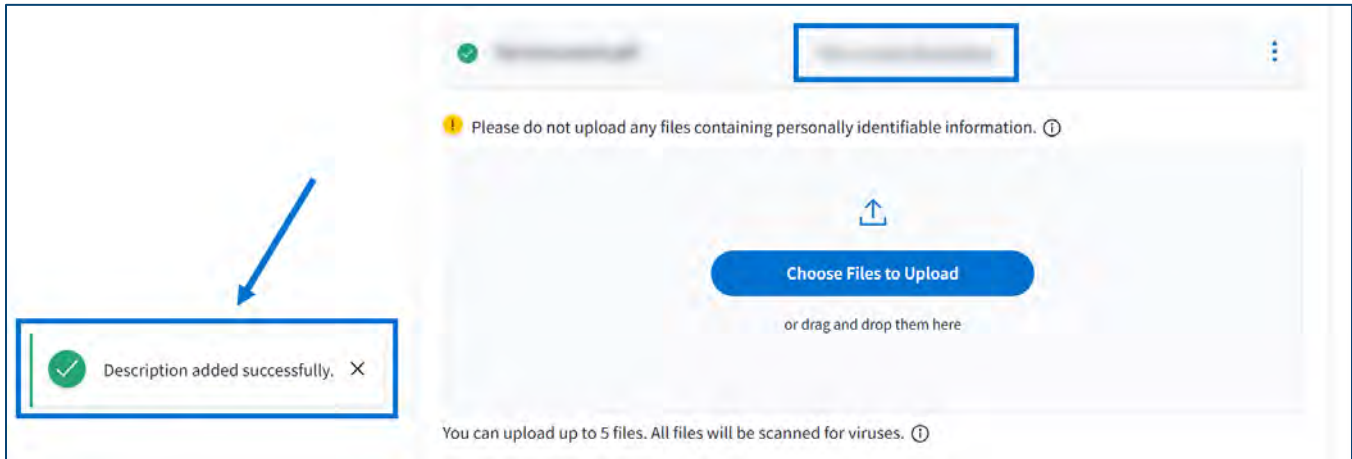 Please do not upload any files containing personally identifiable information.
Choose Files to Upload
or drag and drop them here
Description added successfully.
You can upload up to 5 files. All files will be scanned for viruses.